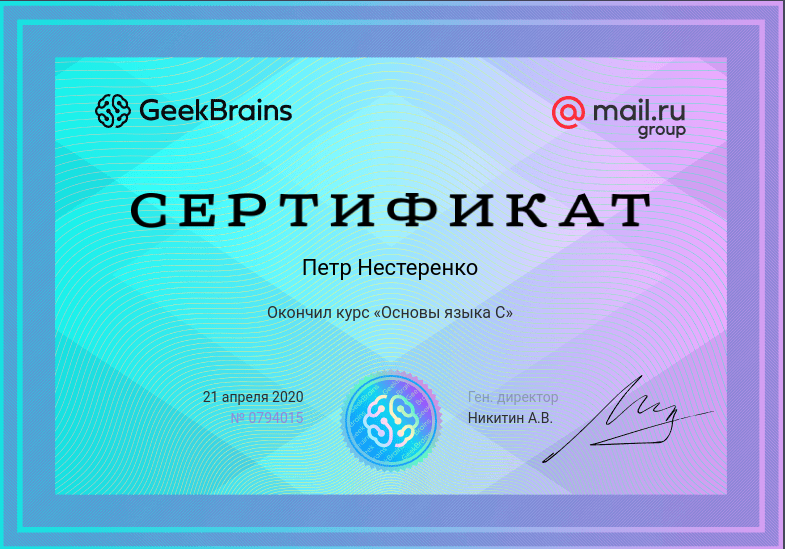 GeekBrains
@mail.ru
group
СЕРТИФИКАТ
Петр Нестеренко
Окончил курс «Основы языка C»
21 апреля 2020
№ 0794015
Ген. директор
Никитин А.В.